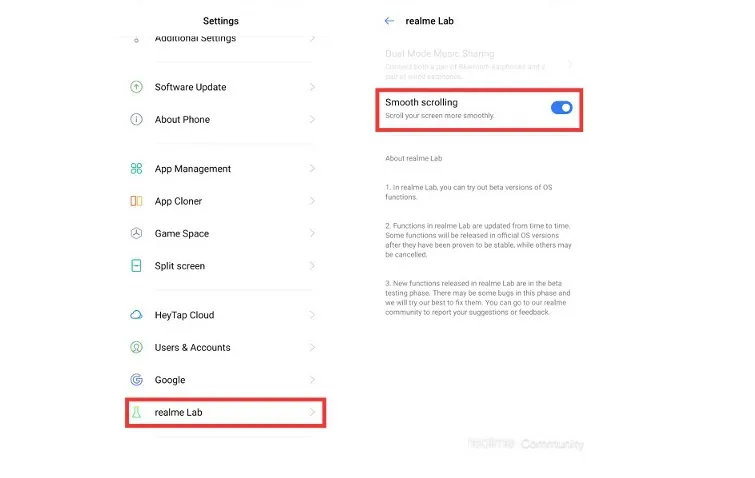 Settings
Additional Settings
Software Update
About Phone
App Management
App Cloner
Game Space
Split screen
HeyTap Cloud
Users & Accounts
Google
realme Lab
realme Lab
Dual Mode Music Sharing
Connect both a pair of Bluetooth earphones and a
pair of wired earphones.
Smooth scrolling
Scroll your screen more smoothly.
About realme Lab
1. In realme Lab, you can try out beta versions of OS
functions.
2. Functions in realme Lab are updated from time to time.
Some functions will be released in official OS versions
after they have been proven to be stable, while others may
be cancelled.
3. New functions released in realme Lab are in the beta
testing phase. There may be some bugs in this phase and
we will try our best to fix them. You can go to our realme
community to report your suggestions or feedback.
realme Community